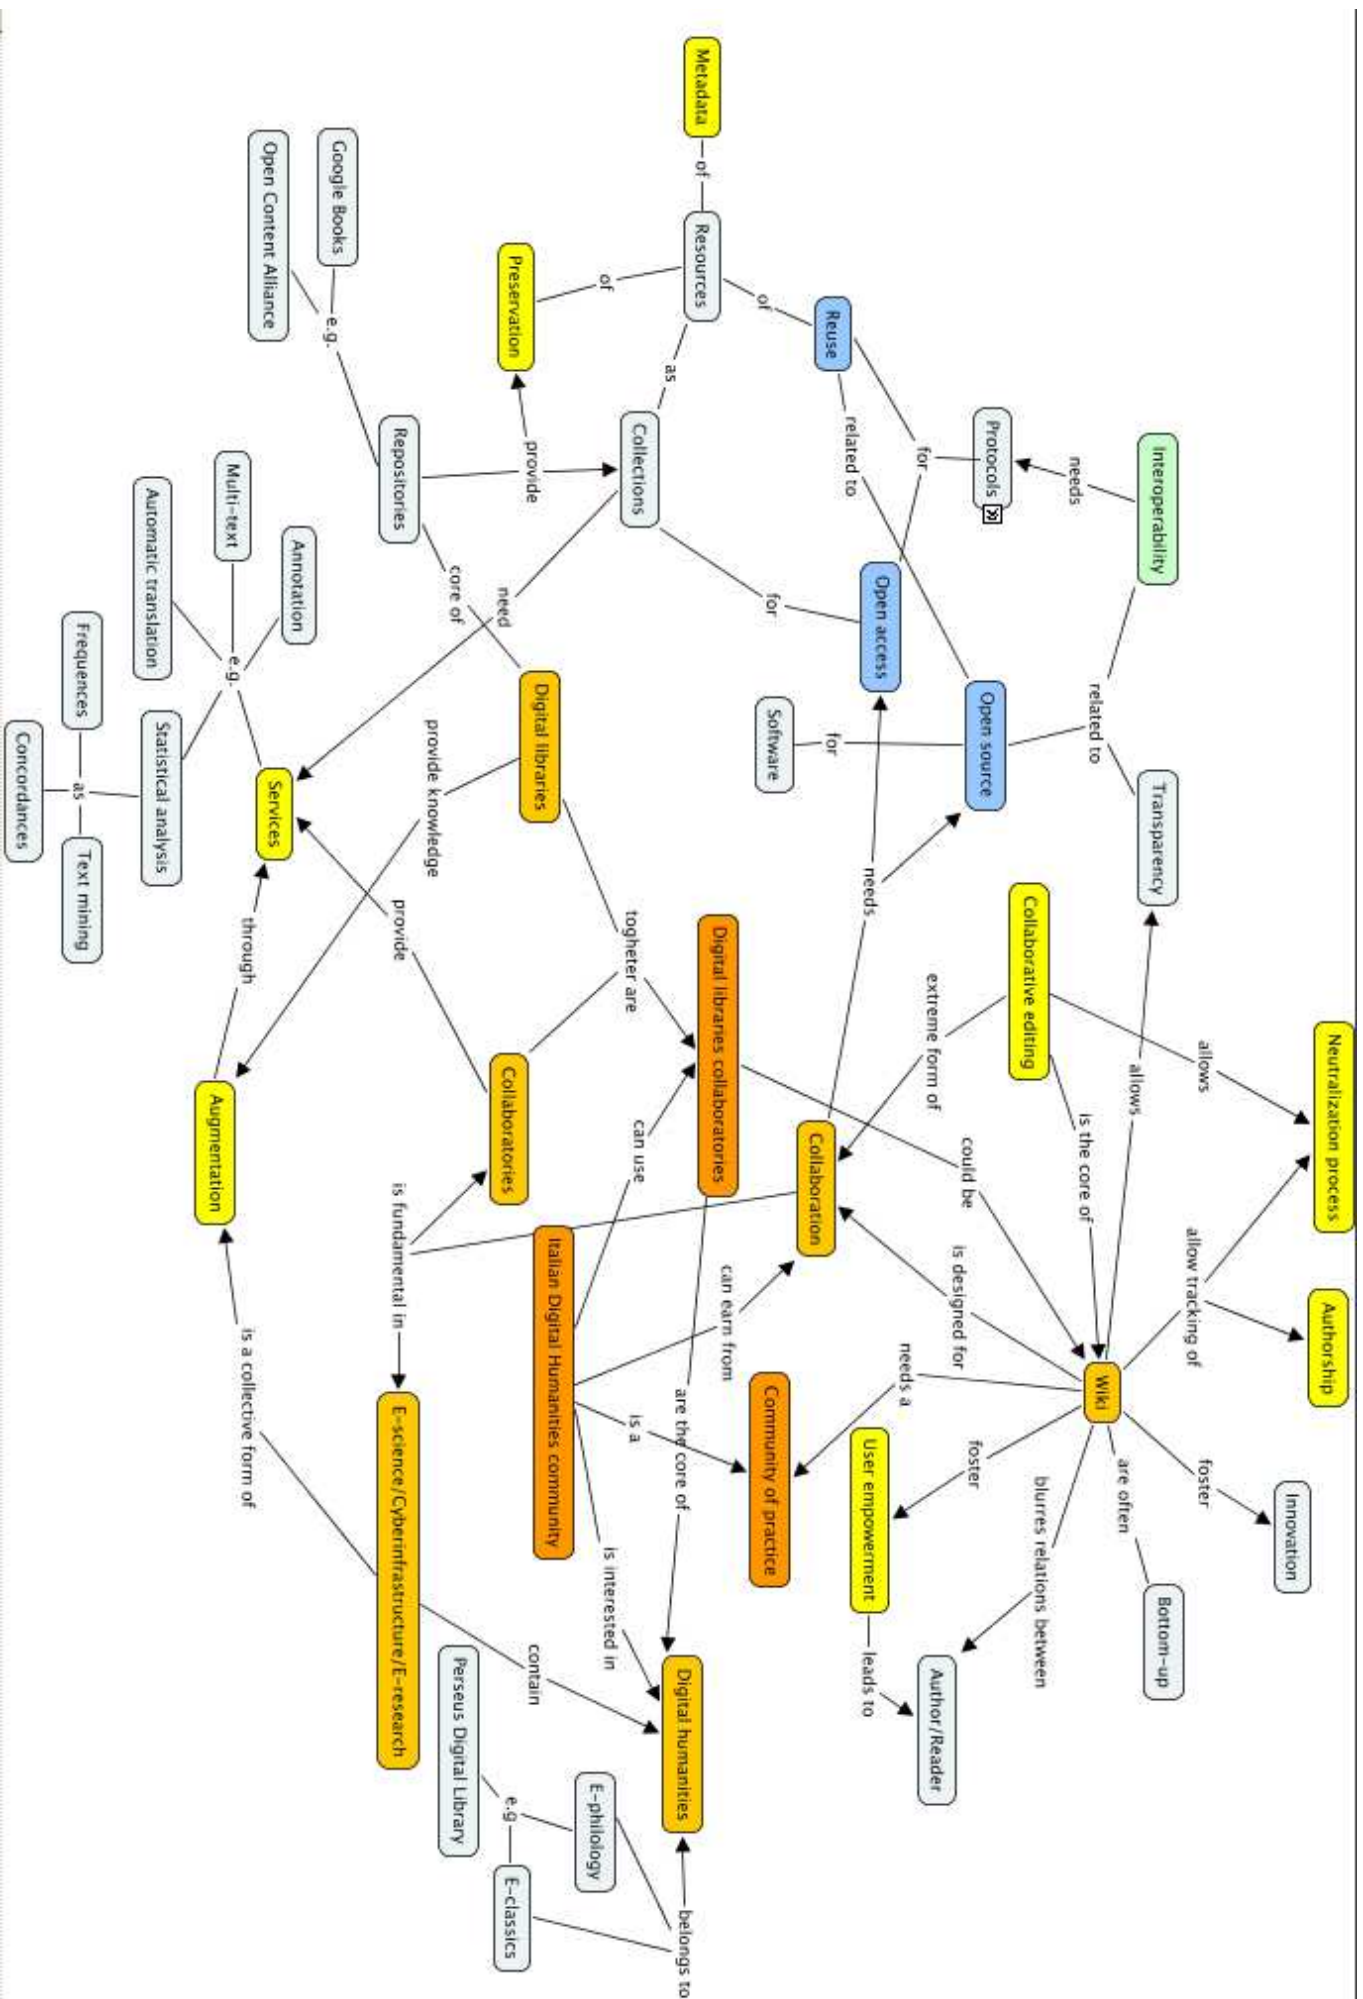 Neutralization process
Authorship
Innovation
allows
allow tracking of
foster
Interoperability
Transparency
Bottom-up
allows
are often
Wiki
related to
is the core of
needs
blurres relations between
Collaborative editing
Protocols
Open source
foster
could be
is designed for
Author/Reader
extreme form of
for
needs a
Open access
needs
User empowerment
leads to
related to
Reuse
for
Collaboration
Software
for
Community of practice
of
can earn from
Digital libraries collaboratories
Metadata
of
Resources
are the core of
Digital humanities
belongs to
as
Collections
can use
is a
togheter are
is interested in
of
E-philology
Italian Digital Humanities community
Digital libraries
provide
contain
Preservation
Collaboratories
e.g
E-classics
need
core of
Perseus Digital Library
provide knowledge
Repositories
provide
is fundamental in
E-science/Cyberinfrastructure/E-research
Google Books
e.g.
Annotation
Open Content Alliance
Services
through
is a collective form of
Multi-text
e.g.
Augmentation
Automatic translation
Statistical analysis
Frequences
as
Text mining
Concordances